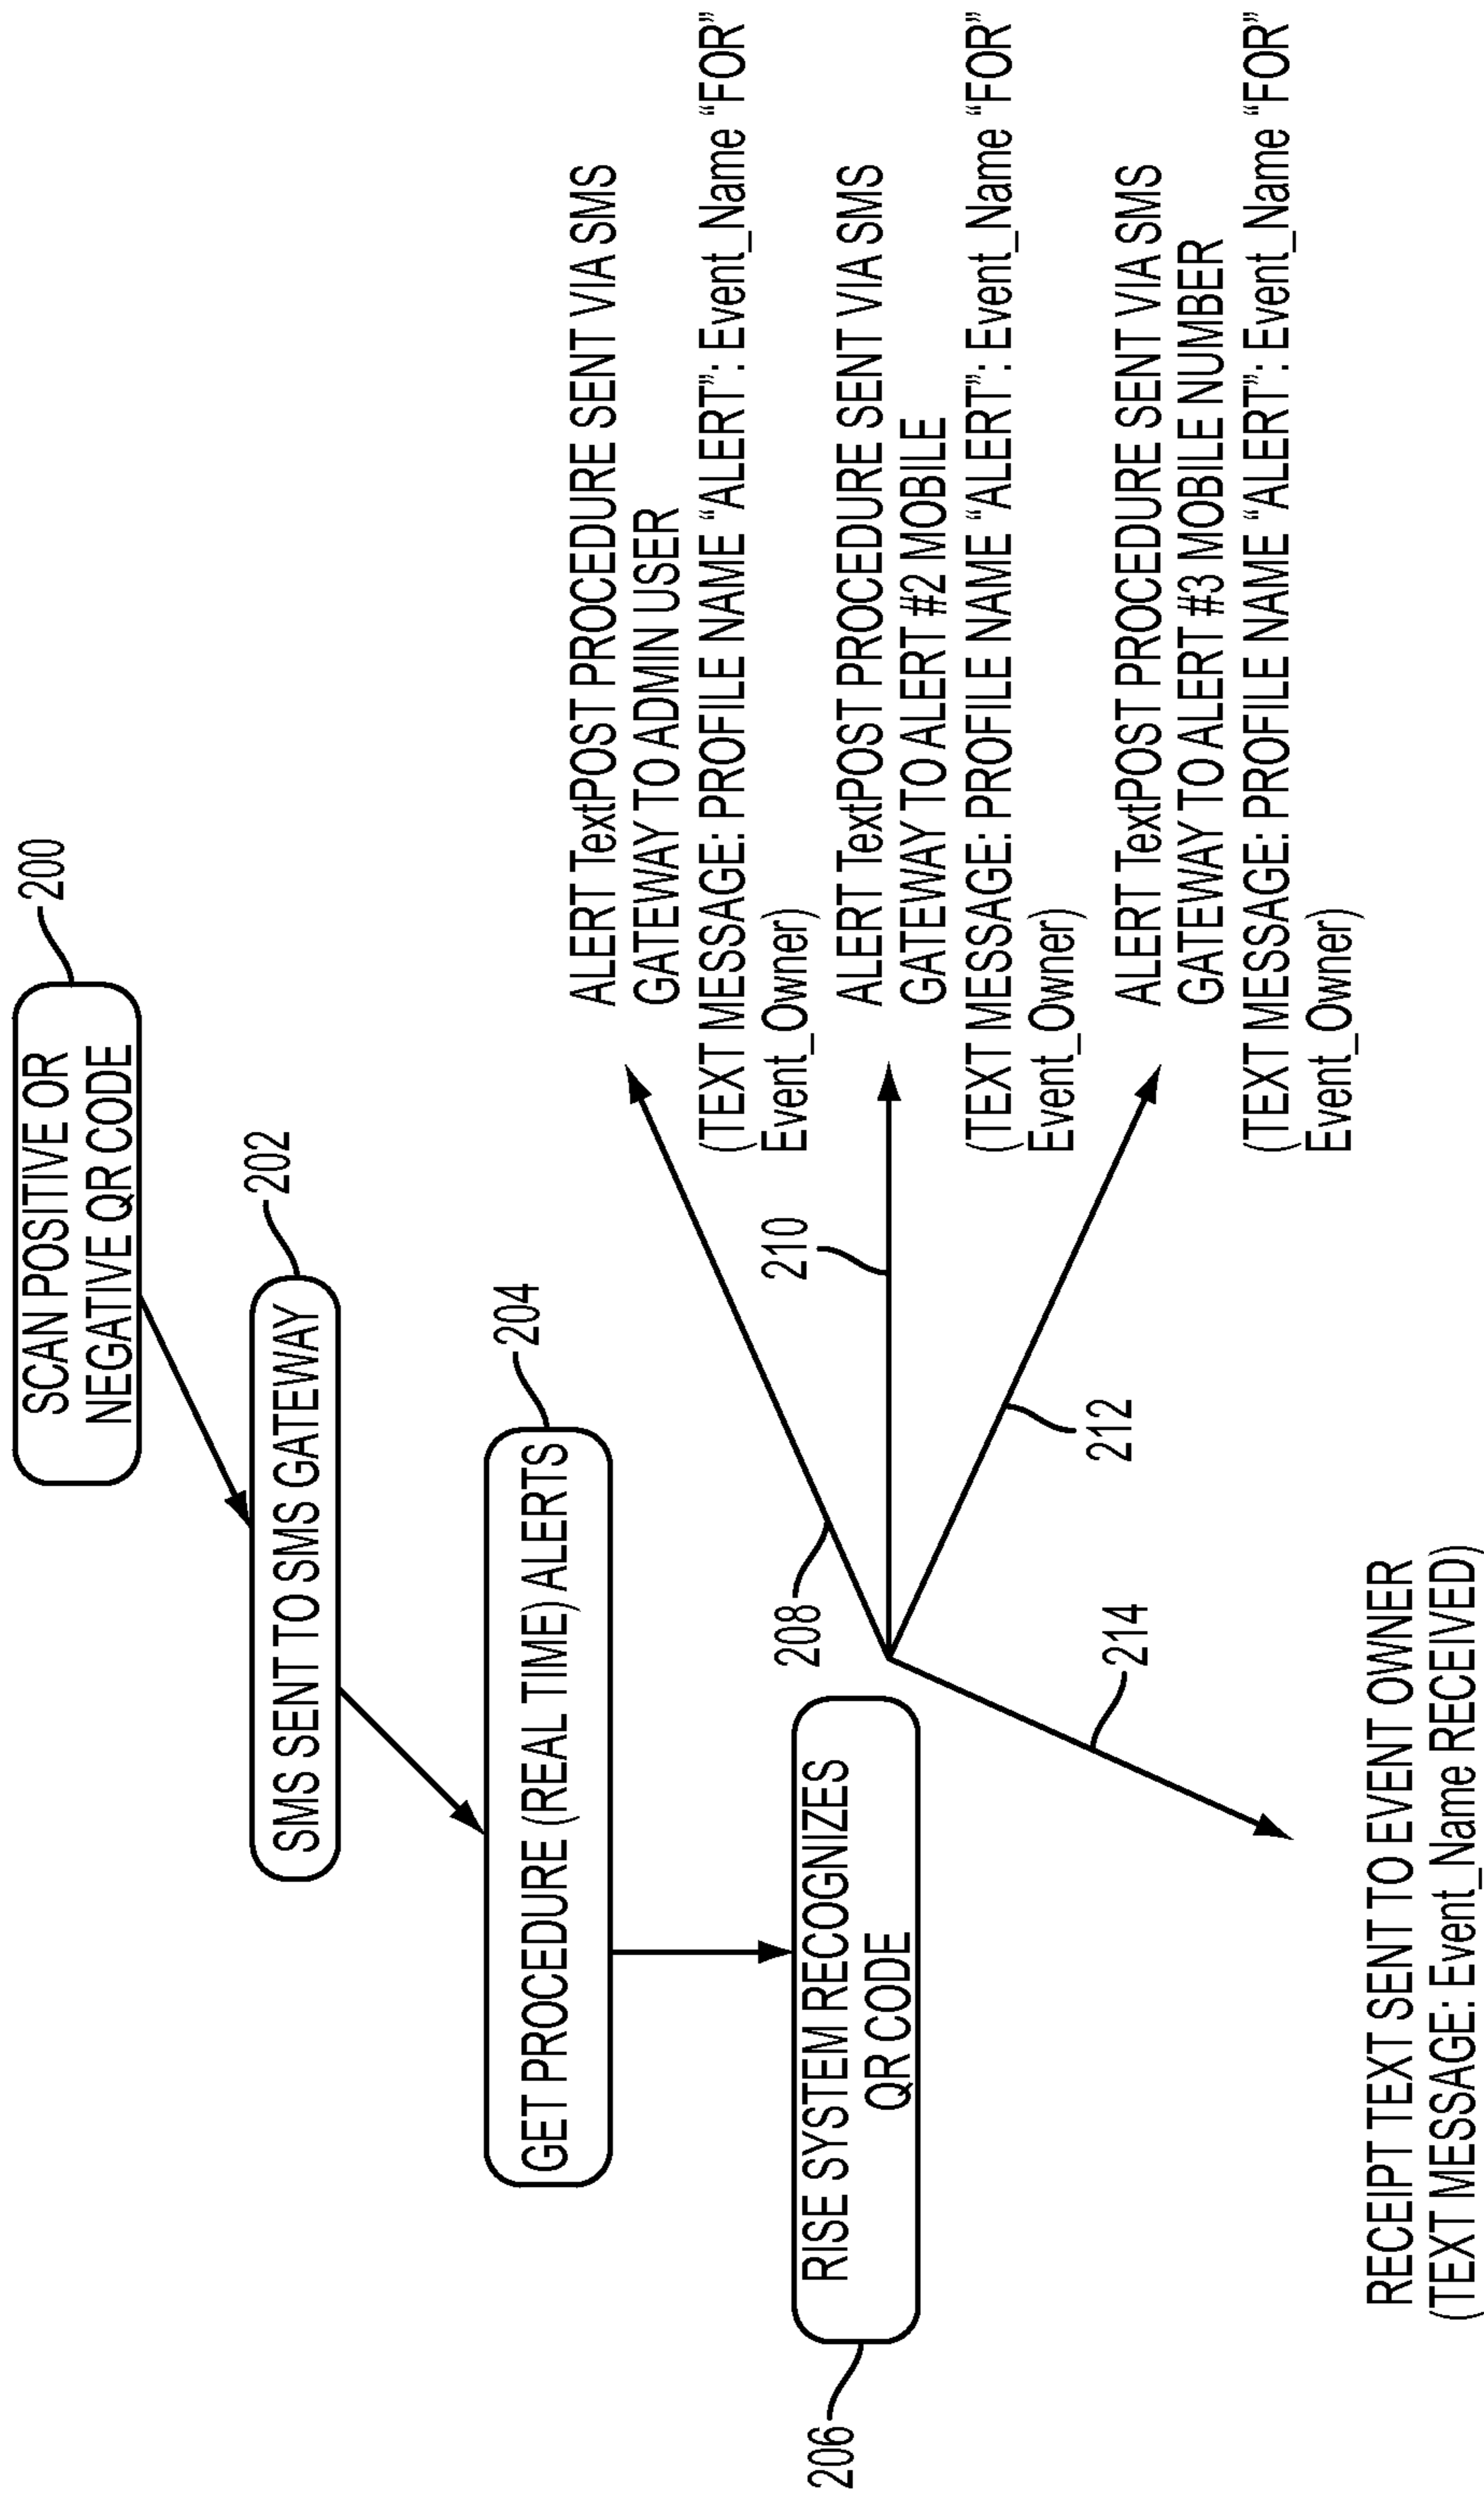 SCAN POSITIVE OR
NEGATIVE QR CODE
200
SMS SENT TO SMS GATEWAY
202
GET PROCEDURE (REAL TIME) ALERTS
204
RISE SYSTEM RECOGNIZES
QR CODE
206
208
ALERT TextPOST PROCEDURE SENT VIA SMS
GATEWAY TO ADMIN USER
(TEXT MESSAGE: PROFILE NAME “ALERT”: Event_Name “FOR”
Event_Owner)
210
ALERT TextPOST PROCEDURE SENT VIA SMS
GATEWAY TO ALERT #2 MOBILE
(TEXT MESSAGE: PROFILE NAME “ALERT”: Event_Name “FOR”
Event_Owner)
212
ALERT TextPOST PROCEDURE SENT VIA SMS
GATEWAY TO ALERT #3 MOBILE NUMBER
(TEXT MESSAGE: PROFILE NAME “ALERT”: Event_Name “FOR”
Event_Owner)
214
RECEIPT TEXT SENT TO EVENT OWNER
(TEXT MESSAGE: Event_Name RECEIVED)